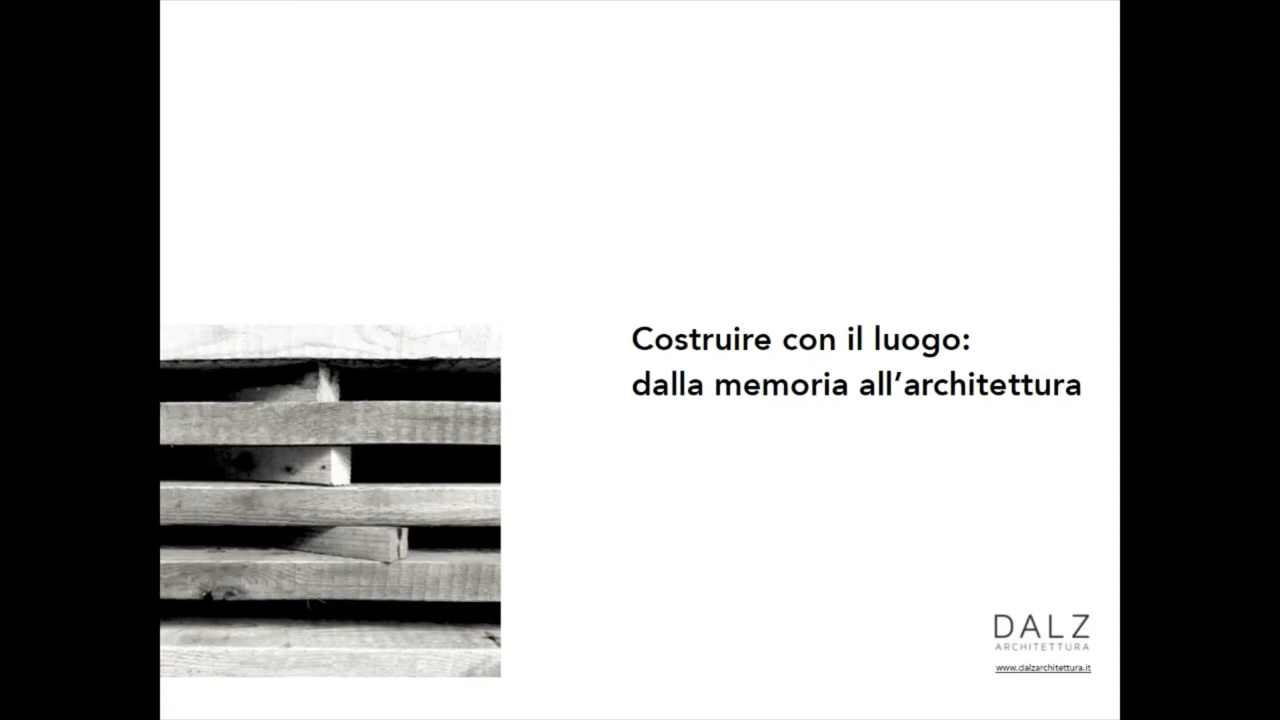 Costruire con il luogo:
dalla memoria all’architettura
DALZ
ARCHITETTURA
www.dalzarchitettura.it